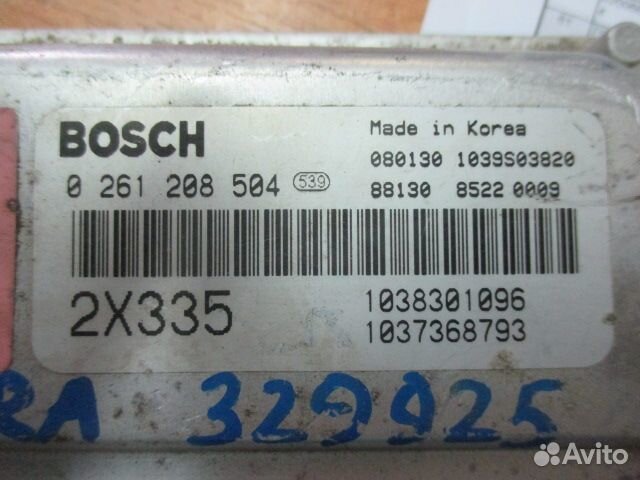 BOSCH
Made in Korea
080130 1039S03820
0 261 208 504 539
88130 8522 0009
2X335
1038301096
1037368793
RA 329925
Avito